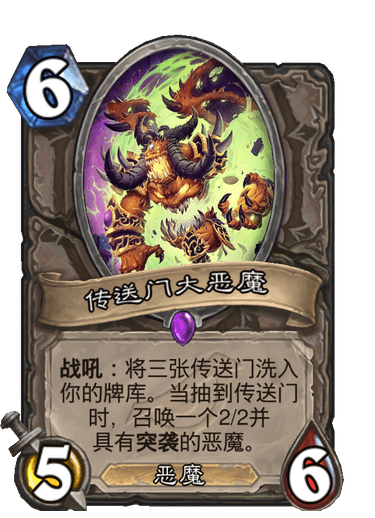 6
传送门大恶魔
战吼：将三张传送门洗入
你的牌库。当抽到传送门
时，召唤一个2/2并
具有突袭的恶魔。
5
恶魔
6